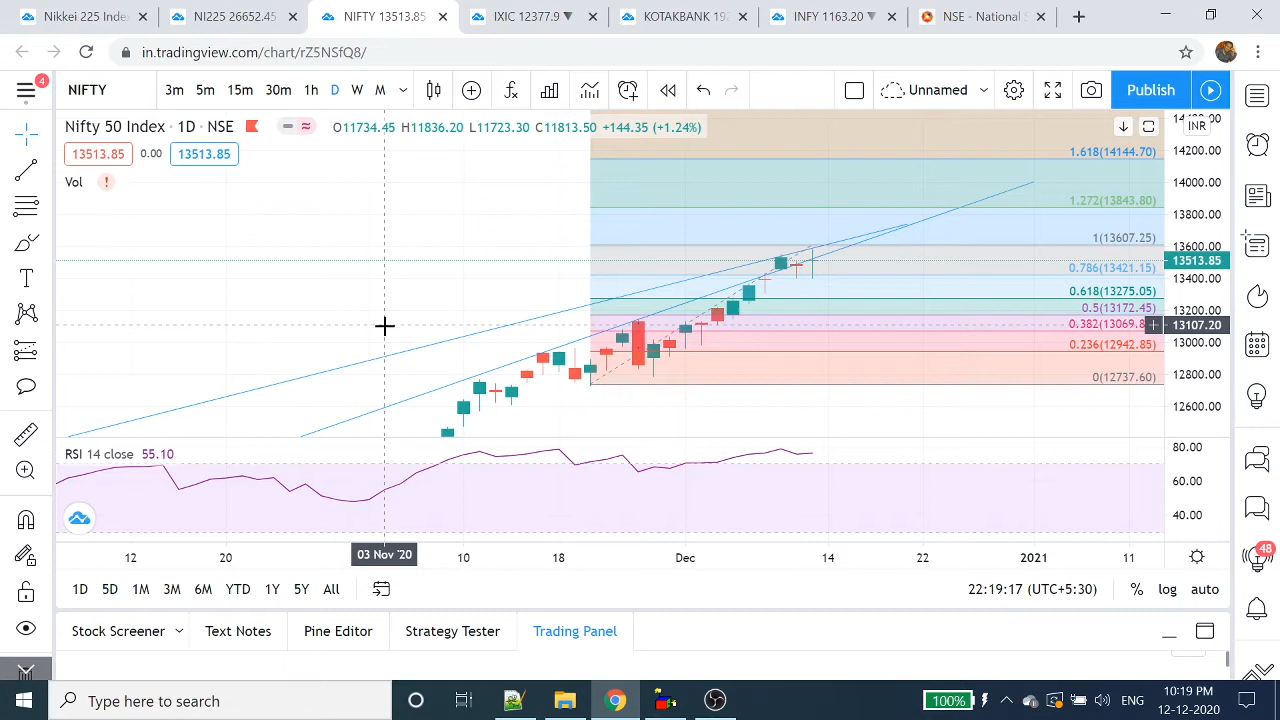 Nikkei 225 Index
NI225 26652.45
NIFTY 13513.85
IXIC 12377.9▼
KOTAKBANK 192
INFY 1163.20 ▼
NSE - National S
in.tradingview.com/chart/rZ5NSfQ8/
4
NIFTY
3m 5m 15m 30m 1h D W M
Unnamed
Publish
Nifty 50 Index · 1D · NSE
O11734.45 H11836.20 L11723.30 C11813.50 +144.35 (+1.24%)
INR
13513.85 0.00 13513.85
Vol
14400.00
14200.00
14000.00
13800.00
13600.00
13513.85
13400.00
13200.00
13107.20
13000.00
12800.00
12600.00
1.618(14144.70)
1.272(13843.80)
1(13607.25)
0.786(13421.15)
0.618(13275.05)
0.5(13172.45)
0.382(13069.8
0.236(12942.85)
0(12737.60)
RSI 14 close 55.10
80.00
60.00
40.00
12 20 03 Nov '20 10 18 Dec 14 22 2021 11
1D 5D 1M 3M 6M YTD 1Y 5Y All
22:19:17 (UTC+5:30) % log auto
48
Stock Screener Text Notes Pine Editor Strategy Tester Trading Panel
Type here to search
100%
ENG
10:19 PM
12-12-2020